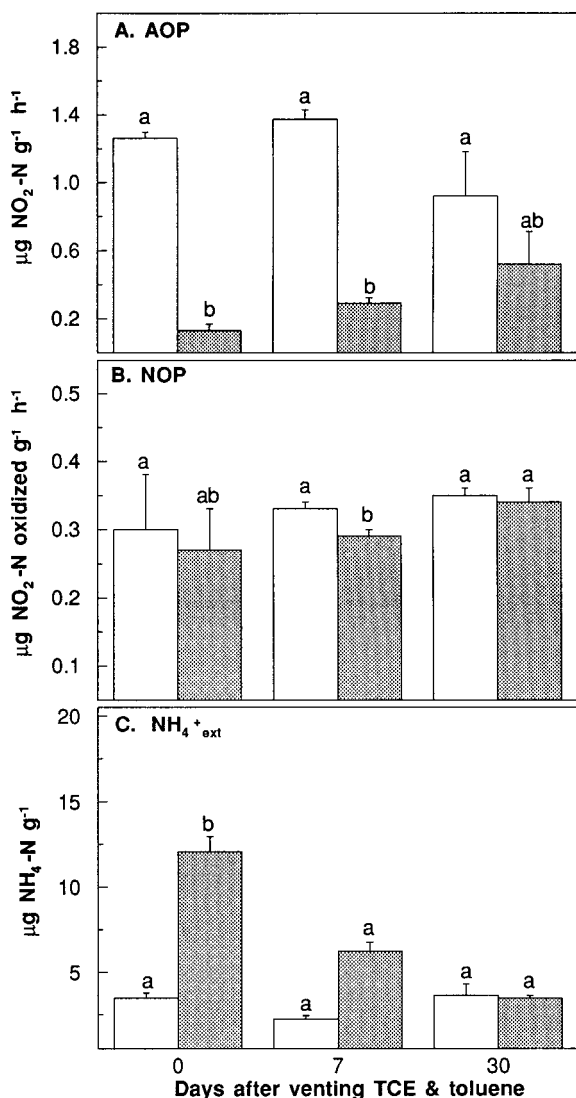 A. AOP
µg NO₂-N g⁻¹ h⁻¹
1.8
1.4
1.0
0.6
0.2
a
b
a
b
a
ab
B. NOP
µg NO₂-N oxidized g⁻¹ h⁻¹
0.5
0.4
0.3
0.2
0.1
a
ab
a
b
a
a
C. NH₄⁺ext
µg NH₄-N g⁻¹
20
15
10
5
a
b
a
a
a
a
0 7 30
Days after venting TCE & toluene